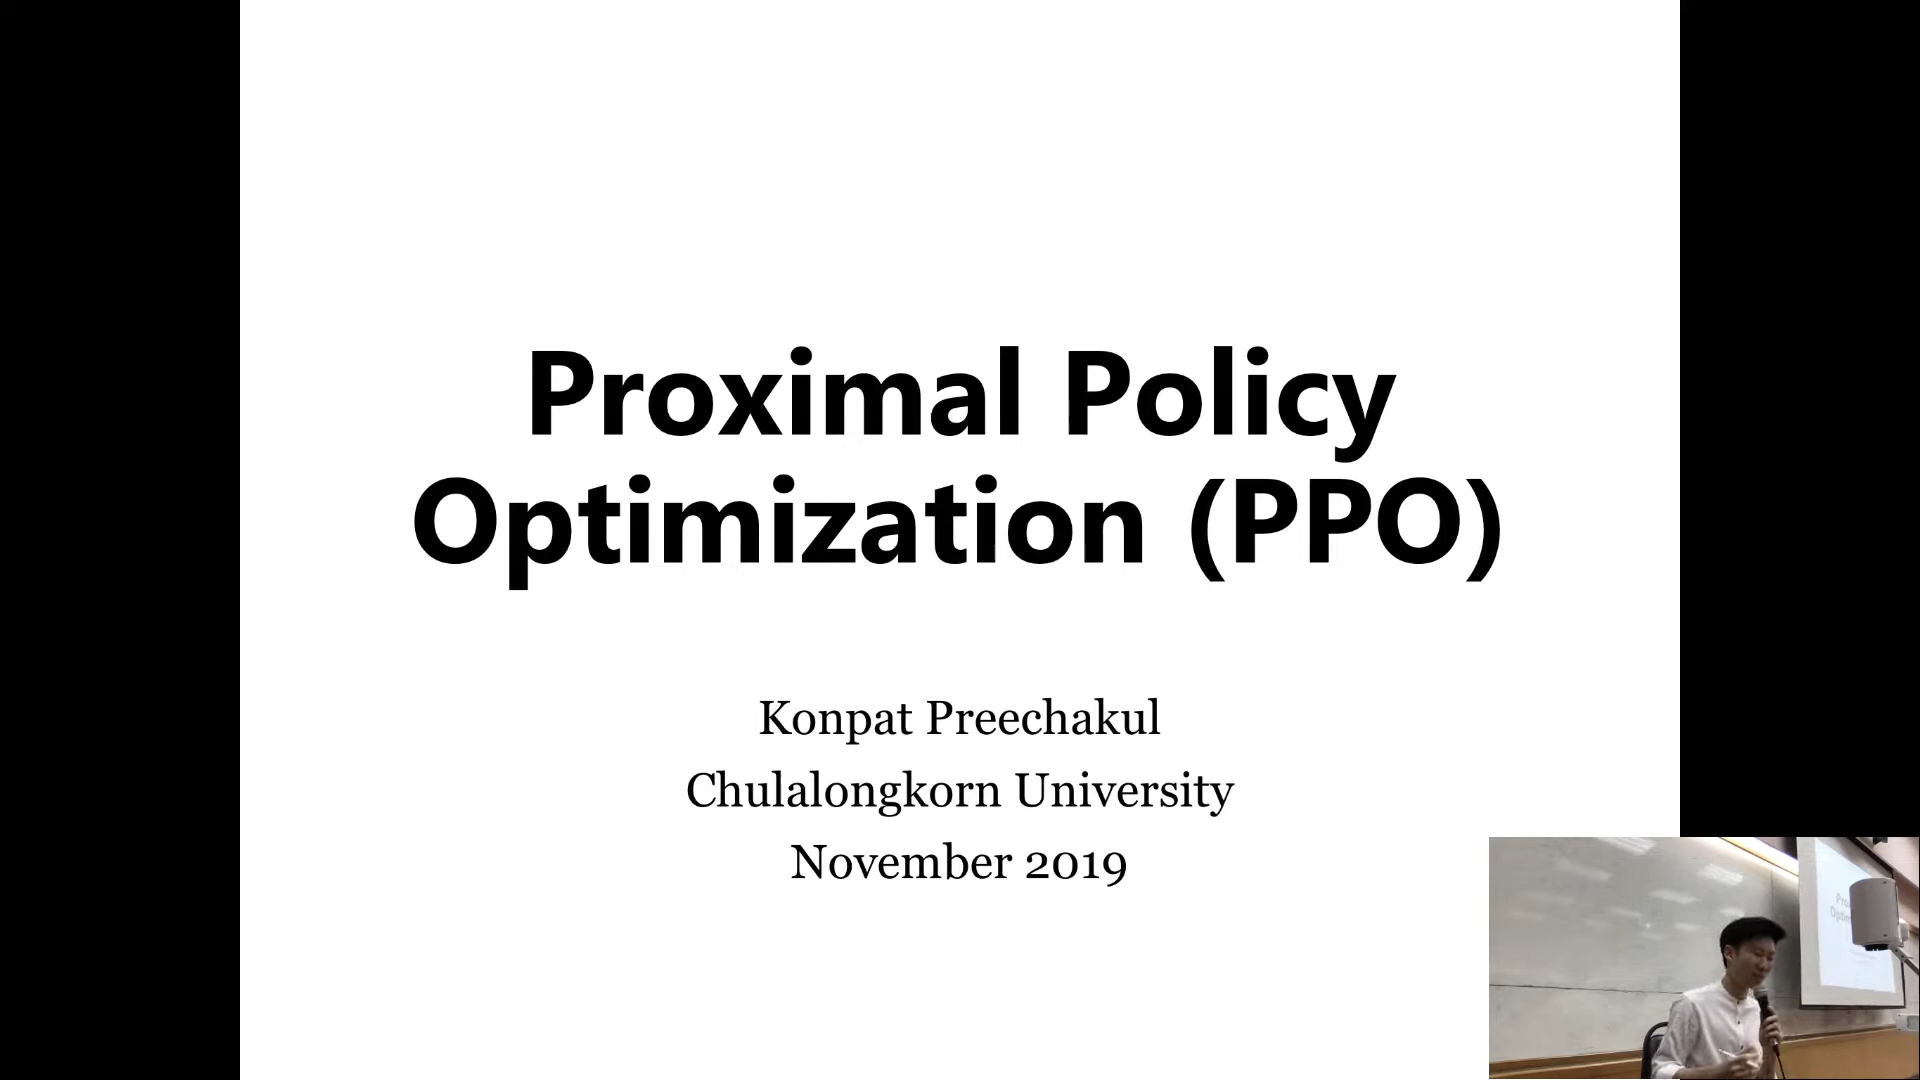 Proximal Policy
Optimization (PPO)
Konpat Preechakul
Chulalongkorn University
November 2019